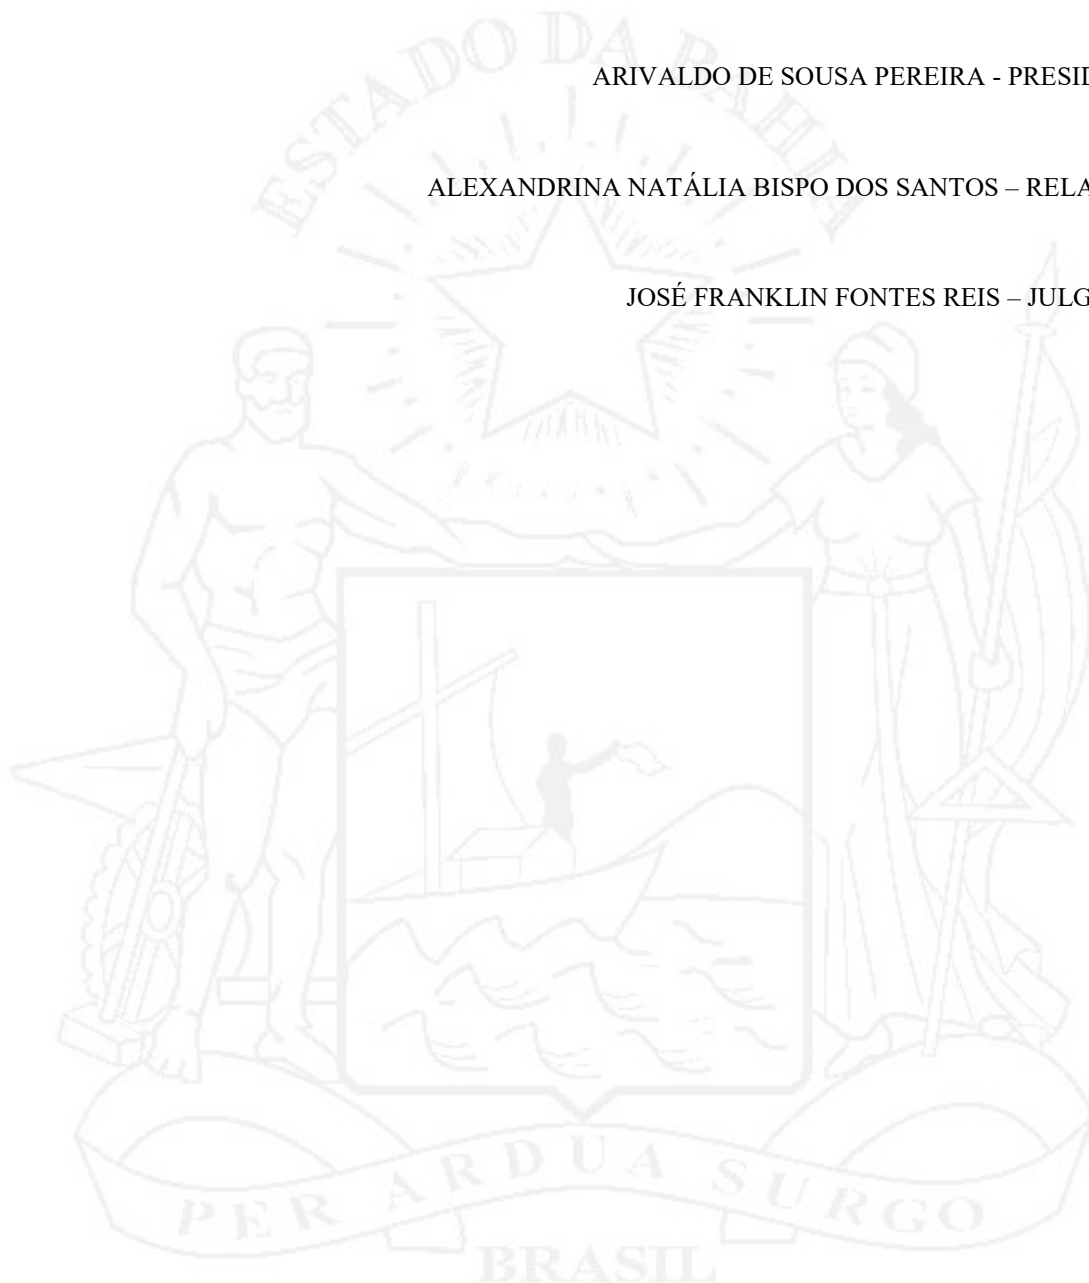 ESTADO DA BAHIA
ARIVALDO DE SOUSA PEREIRA - PRESID
ALEXANDRINA NATÁLIA BISPO DOS SANTOS – RELA
JOSÉ FRANKLIN FONTES REIS – JULG
PER ARDUA SURGO
BRASIL